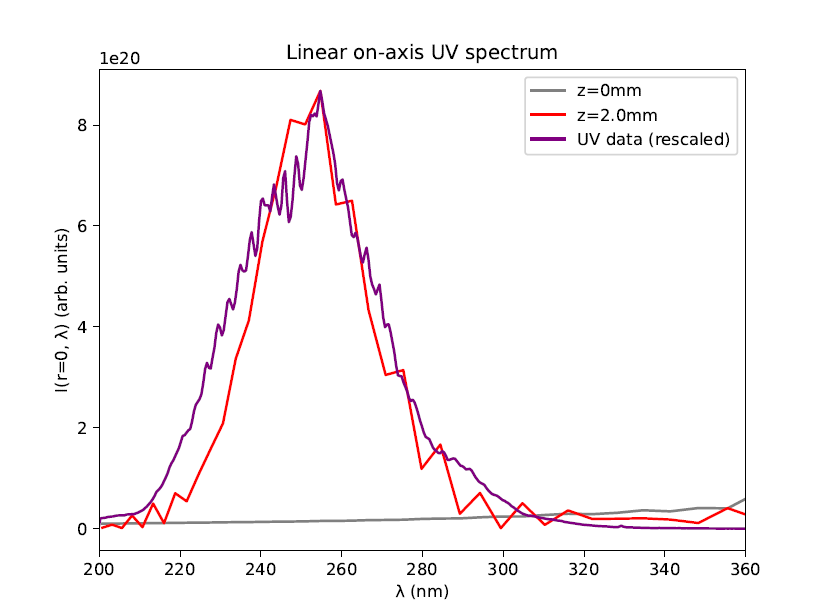 Linear on-axis UV spectrum
1e20
z=0mm
z=2.0mm
UV data (rescaled)
I(r=0, λ) (arb. units)
8
6
4
2
0
200 220 240 260 280 300 320 340 360
λ (nm)